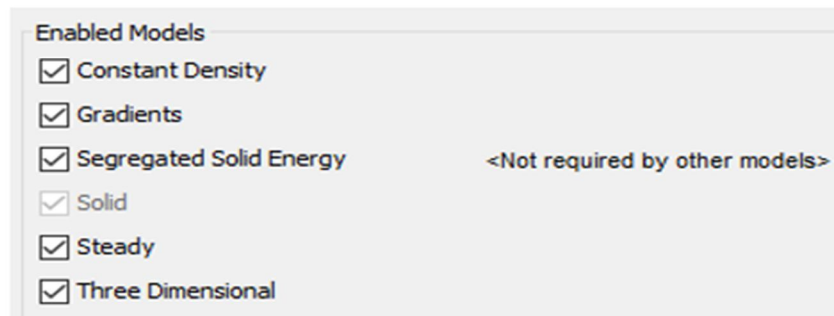 Enabled Models
Constant Density
Gradients
Segregated Solid Energy <Not required by other models>
Solid
Steady
Three Dimensional